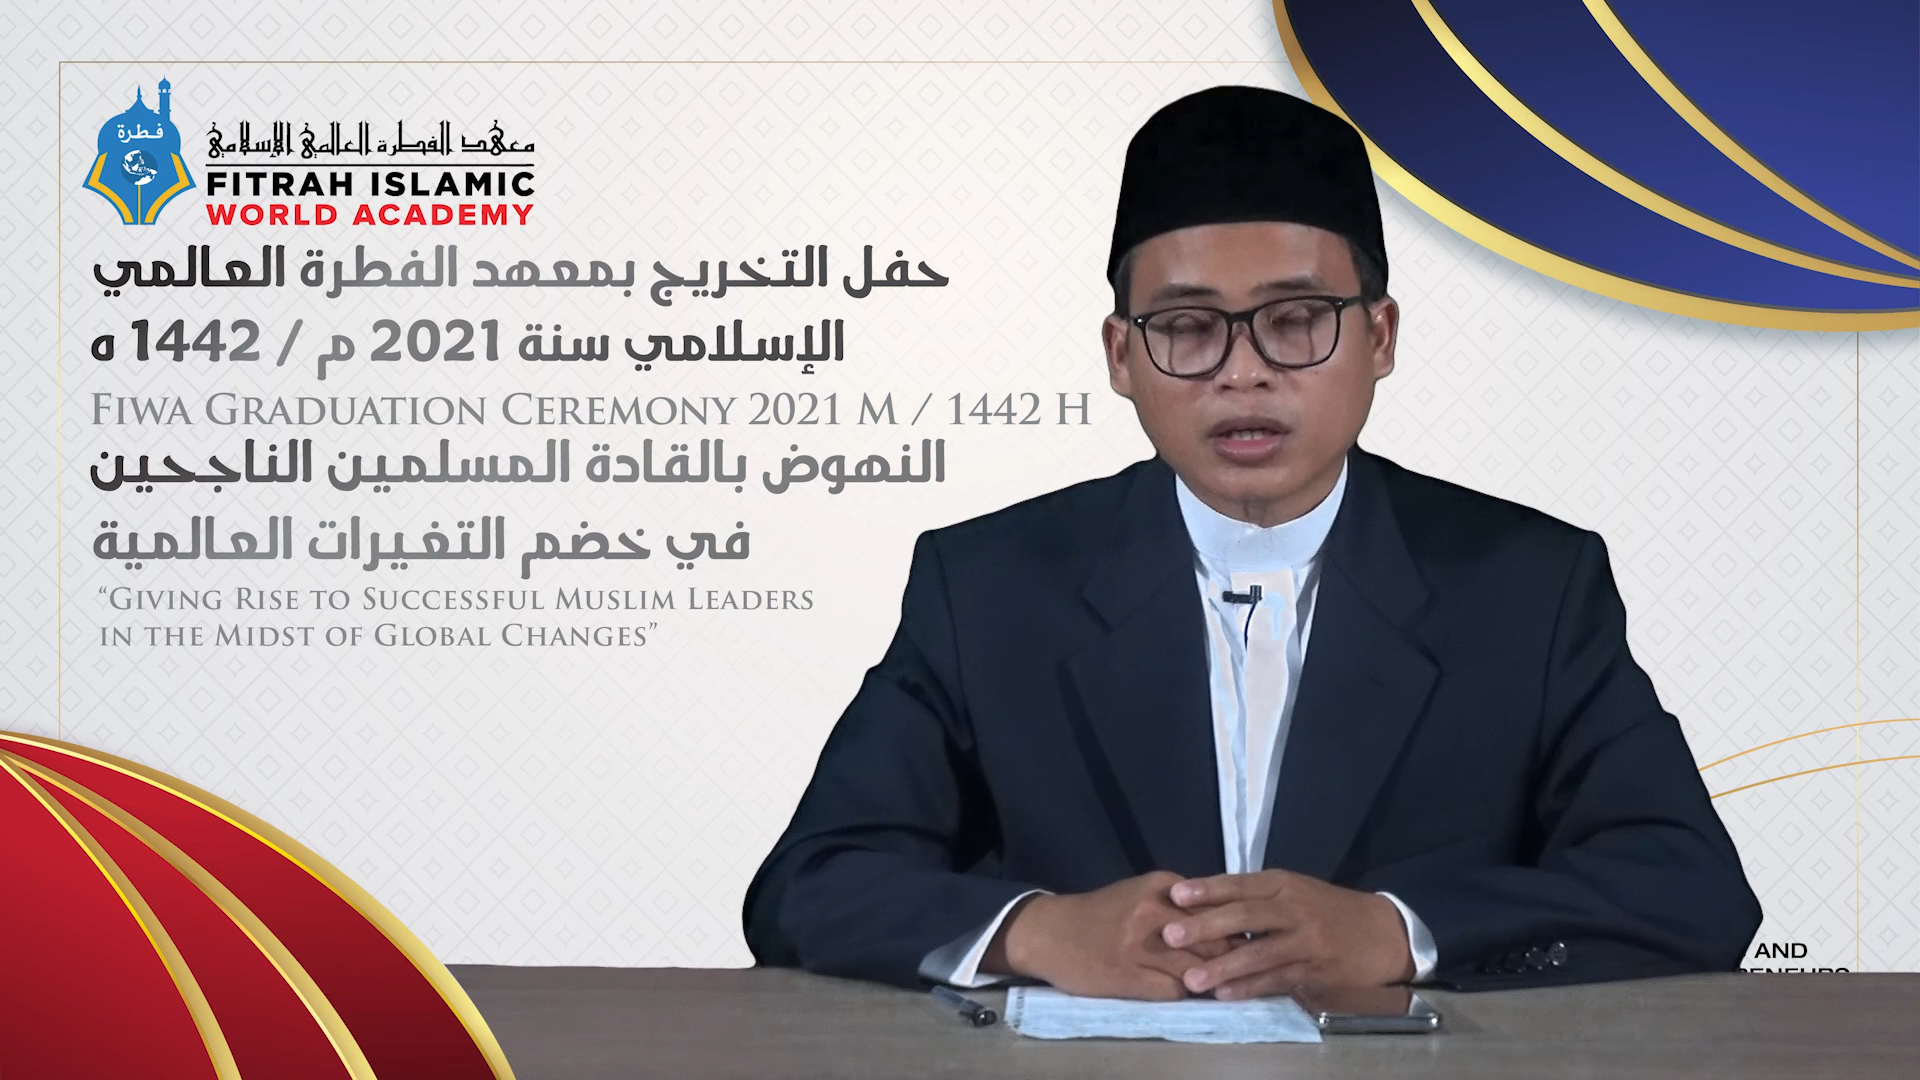 فطرة
معهد الفطرة العالمي الإسلامي
FITRAH ISLAMIC
WORLD ACADEMY
حفل التخريج بمعهد الفطرة العالمي
الإسلامي سنة 2021 م / 1442 ه
FIWA GRADUATION CEREMONY 2021 M / 1442 H
النهوض بالقادة المسلمين الناجحين
في خضم التغيرات العالمية
“GIVING RISE TO SUCCESSFUL MUSLIM LEADERS
IN THE MIDST OF GLOBAL CHANGES”
AND